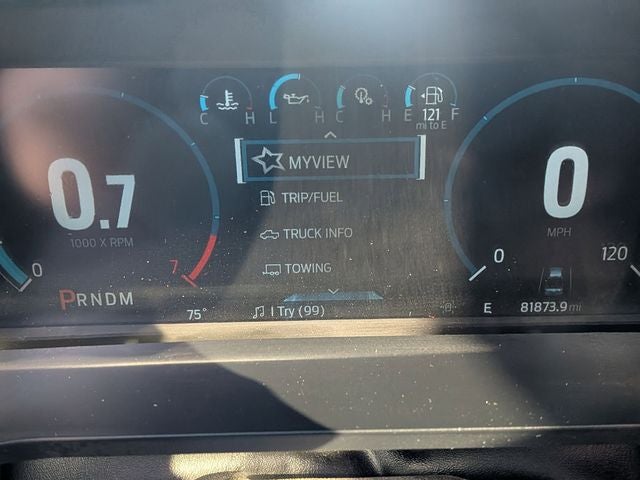 C H L H C H E 121 F
mi to E
MYVIEW
TRIP/FUEL
TRUCK INFO
TOWING
0.7
1000 X RPM
0 7
PRNDM
0
MPH
0 120
75° I Try (99) E 81873.9 mi